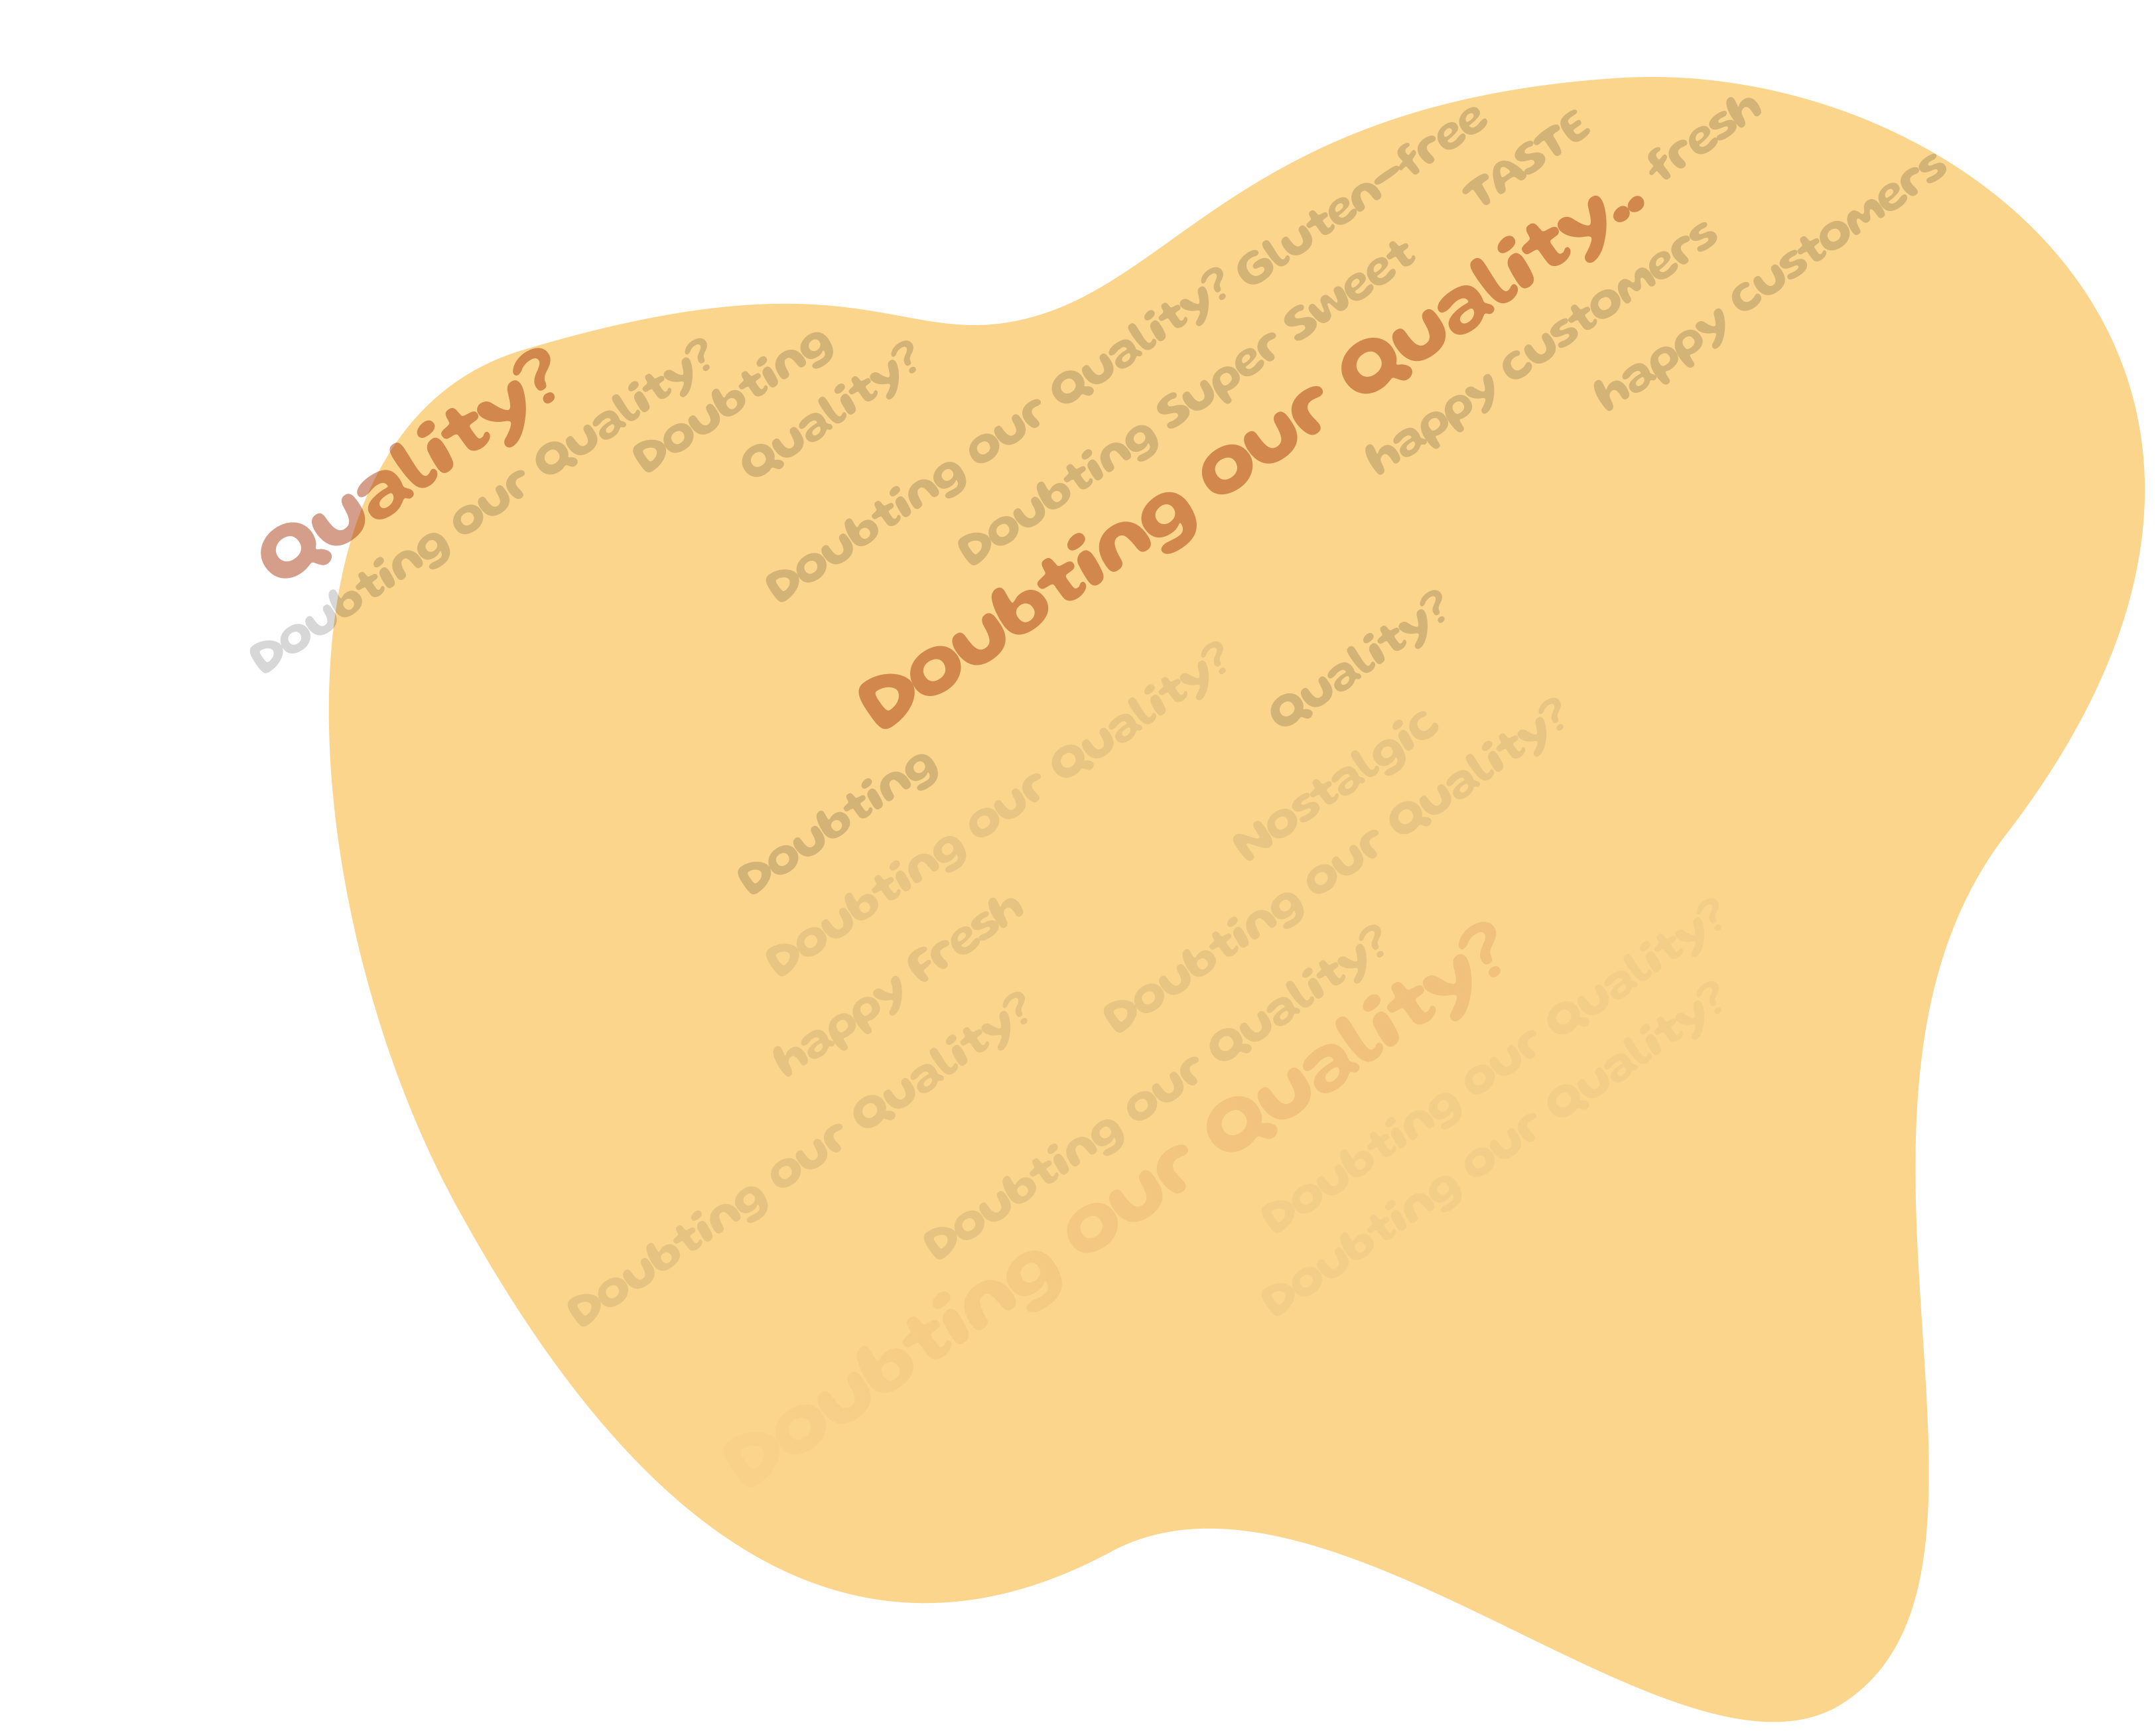 Quality?
Doubting our Quality?
Doubting
Quality?
Doubting our Quality? Gluten-free
TASTE
fresh
Doubting super sweet
Doubting our Quality..
happy customers
happy customers
Quality?
Doubting
Doubting our Quality?
Nostalgic
Doubting our Quality?
happy Fresh
Doubting our Quality?
Doubting our Quality?
Doubting our Quality?
Doubting our Quality?
Doubting our Quality?